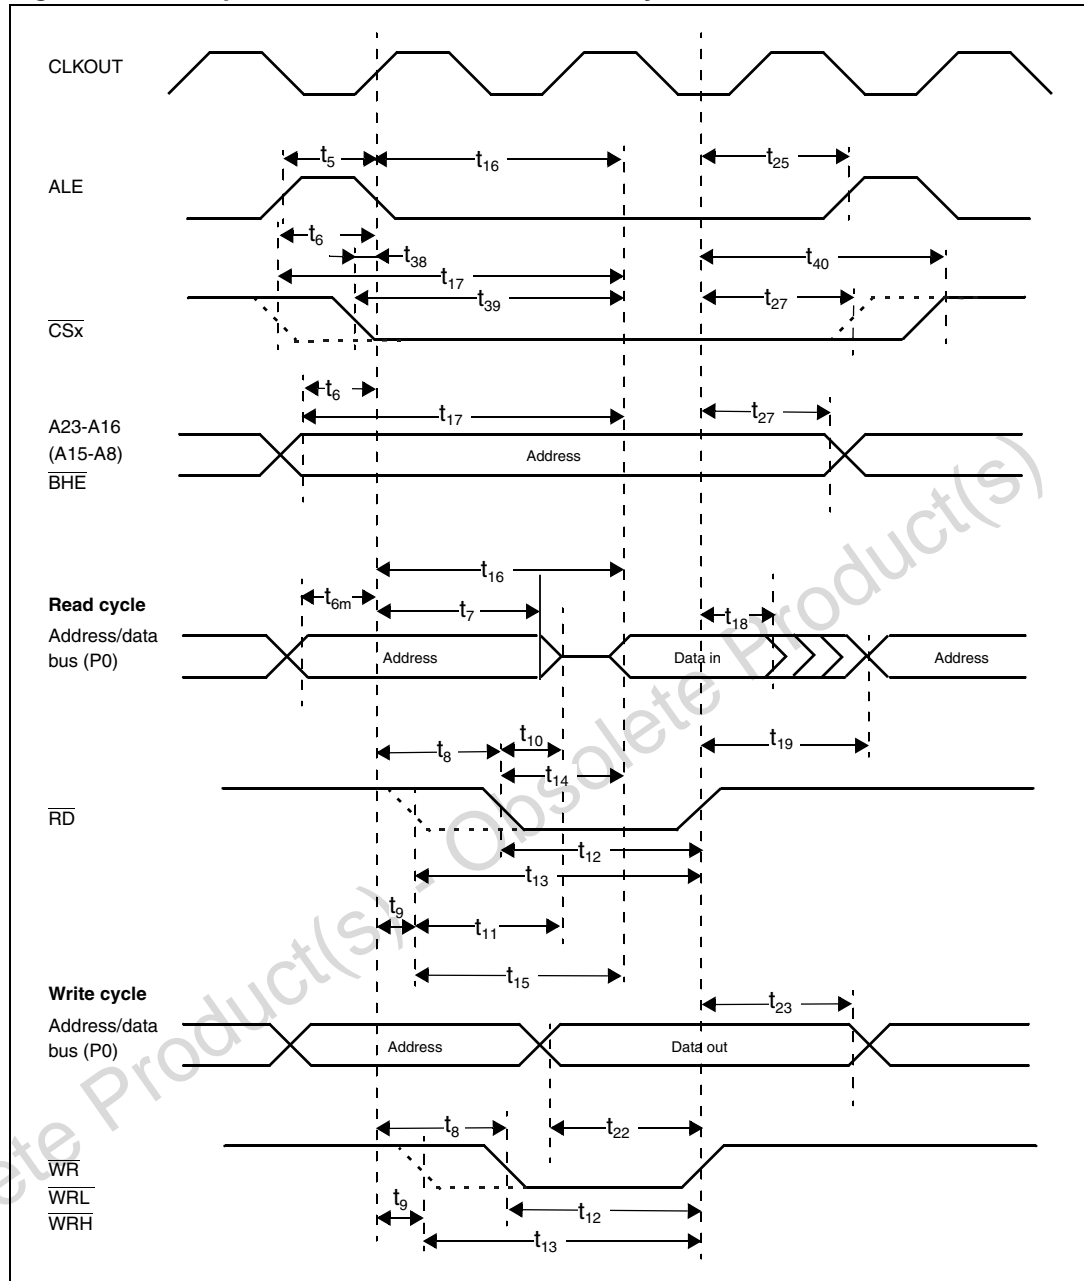 CLKOUT
t5
t16
t25
ALE
t6
t38
t40
t17
t39
t27
CSx
t6
t17
t27
A23-A16
(A15-A8)
Address
BHE
t16
Read cycle
t6m
t7
t18
Address/data
bus (P0)
Address
Data in
Address
t8
t10
t19
t14
RD
t12
t13
t9
t11
t15
Write cycle
t23
Address/data
bus (P0)
Address
Data out
t8
t22
WR
WRL
t9
t12
WRH
t13
ete Product(s) - Obsolete Product(s)